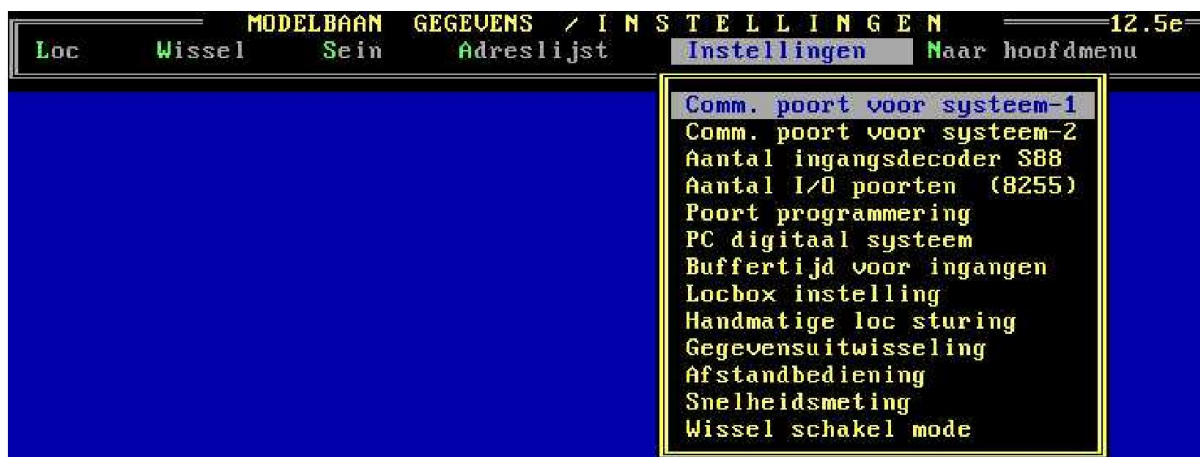 MODELBAAN GEGEVENS / I N S T E L L I N G E N 12.5e
Loc Wissel Sein Adreslijst Instellingen Naar hoofdmenu
Comm. poort voor systeem-1
Comm. poort voor systeem-2
Aantal ingangsdecoder S88
Aantal I/O poorten (8255)
Poort programmering
PC digitaal systeem
Buffertijd voor ingangen
Locbox instelling
Handmatige loc sturing
Gegevensuitwisseling
Afstandbediening
Snelheidsmeting
Wissel schakel mode